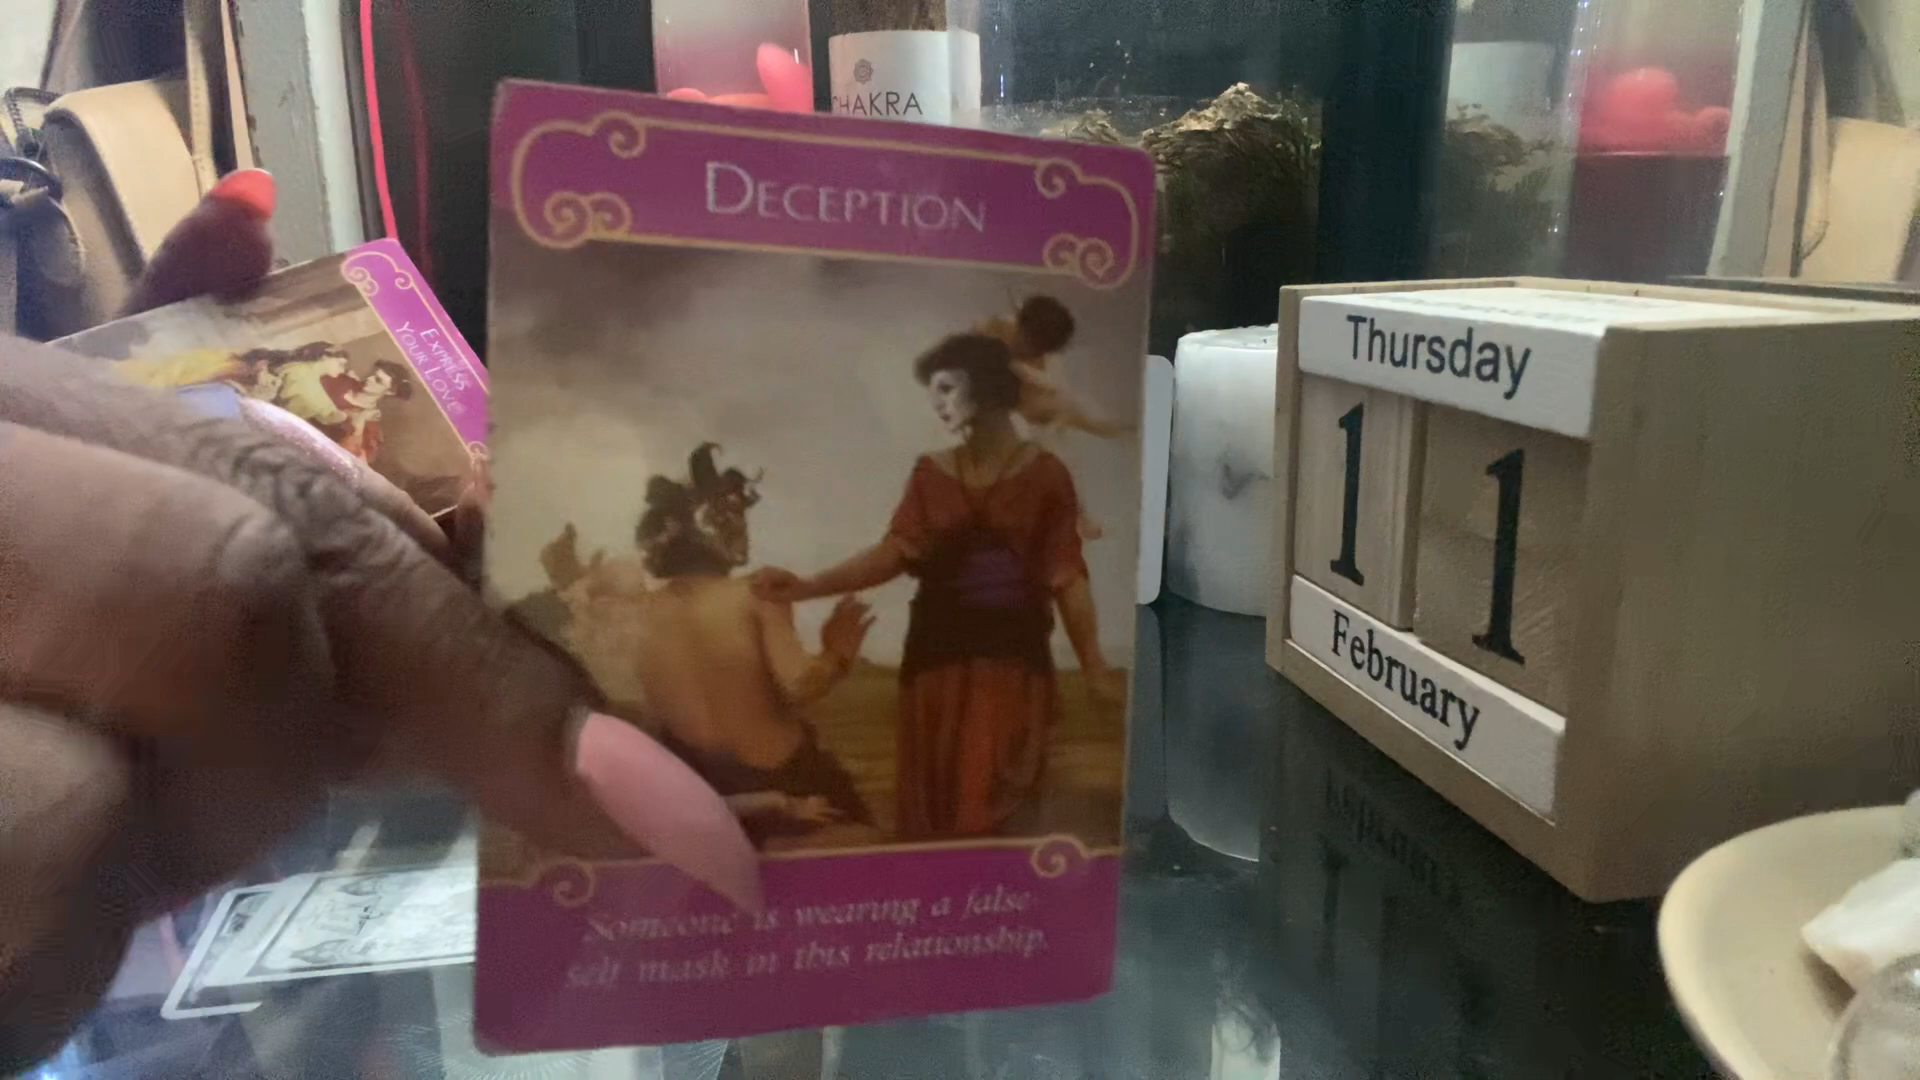 CHAKRA
DECEPTION
EXPRESS
YOUR LOVE
Thursday
11
February
Someone is wearing a false
self mask in this relationship.